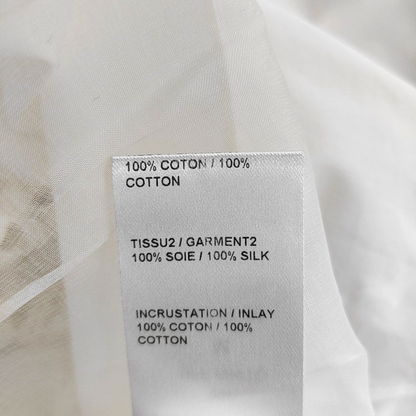 100% COTON / 100%
COTTON
TISSU2 / GARMENT2
100% SOIE / 100% SILK
INCRUSTATION / INLAY
100% COTON / 100%
COTTON